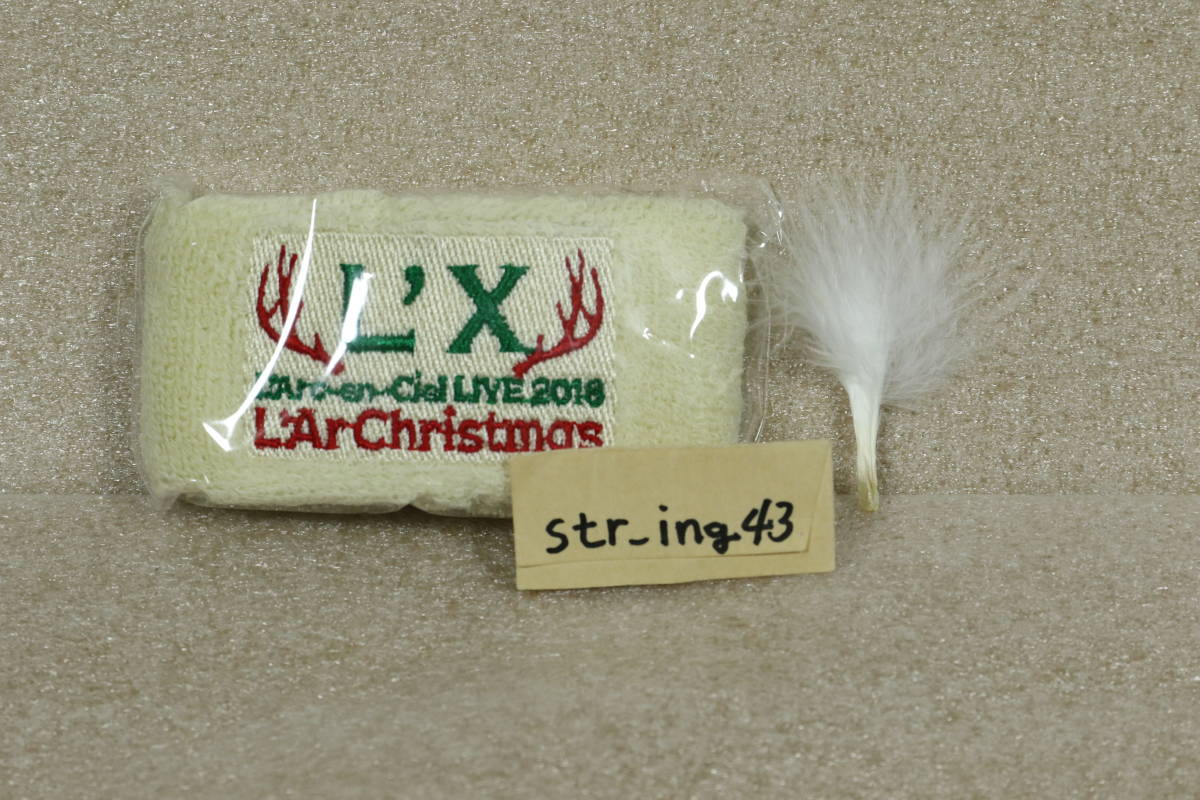 L'X
L'Arc-en-Ciel LIVE 2018
L'ArChristmas
str_ing43